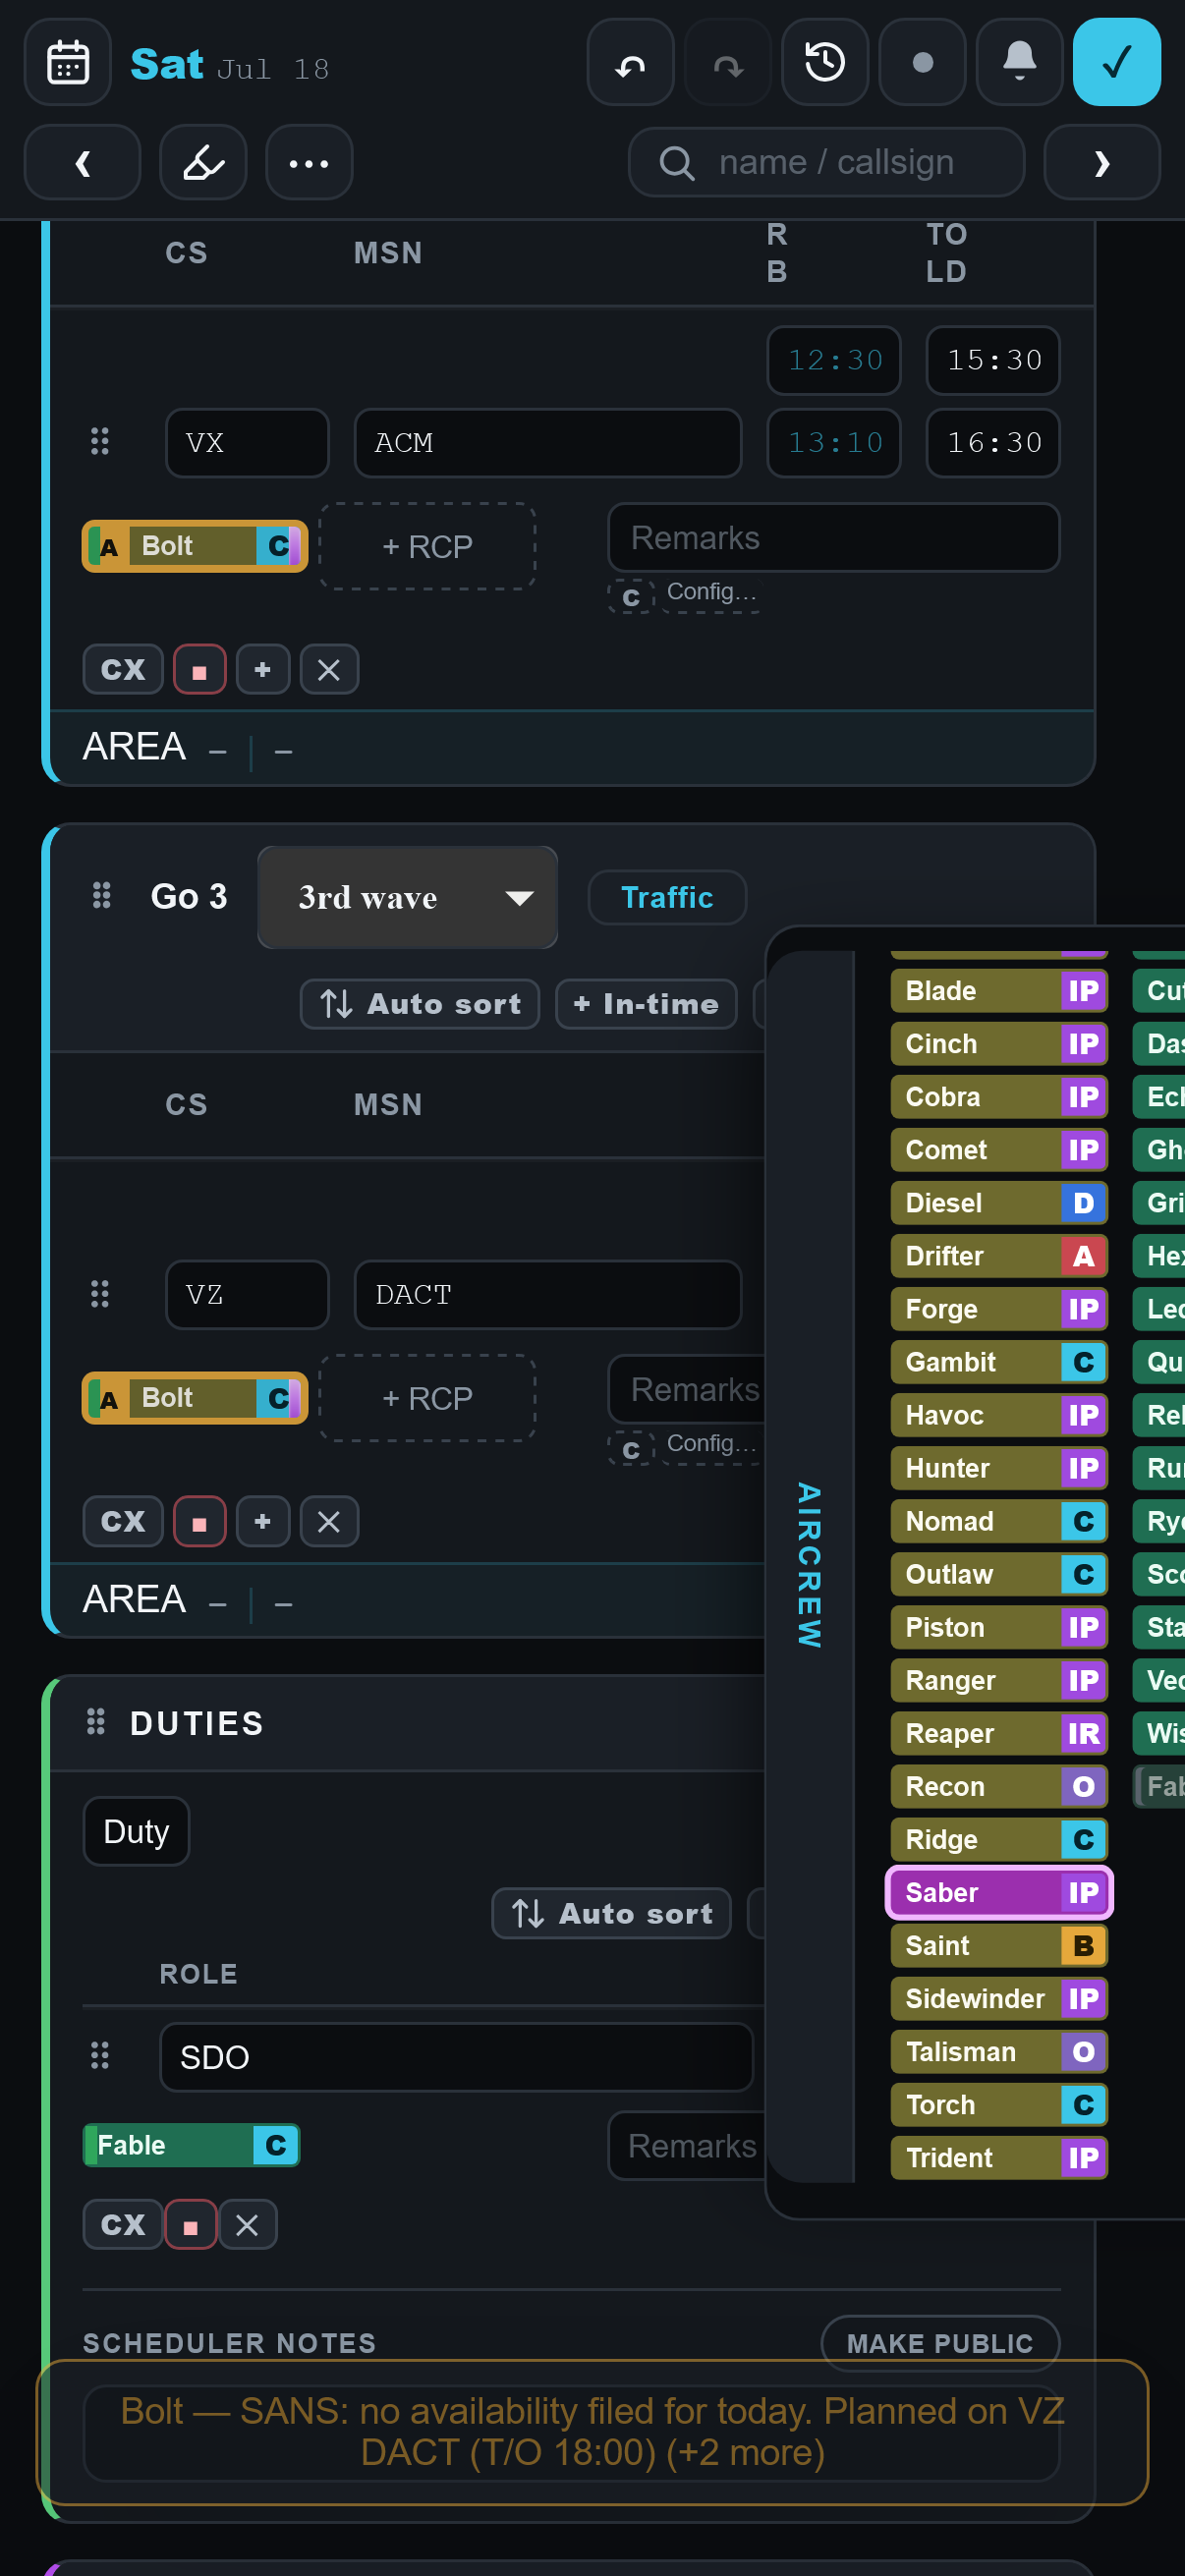 Sat Jul 18
name / callsign
CS MSN R B TO LD
12:30 15:30
VX ACM 13:10 16:30
A Bolt C + RCP Remarks
C Config...
CX +
AREA – | –
Go 3 3rd wave Traffic
Auto sort + In-time
CS MSN
VZ DACT
A Bolt C + RCP Remarks
C Config...
CX +
AREA – | –
DUTIES
Duty
Auto sort
ROLE
SDO
Fable C Remarks
CX
SCHEDULER NOTES MAKE PUBLIC
Bolt — SANS: no availability filed for today. Planned on VZ
DACT (T/O 18:00) (+2 more)
AIRCREW
Blade IP
Cinch IP
Cobra IP
Comet IP
Diesel D
Drifter A
Forge IP
Gambit C
Havoc IP
Hunter IP
Nomad C
Outlaw C
Piston IP
Ranger IP
Reaper IR
Recon O
Ridge C
Saber IP
Saint B
Sidewinder IP
Talisman O
Torch C
Trident IP